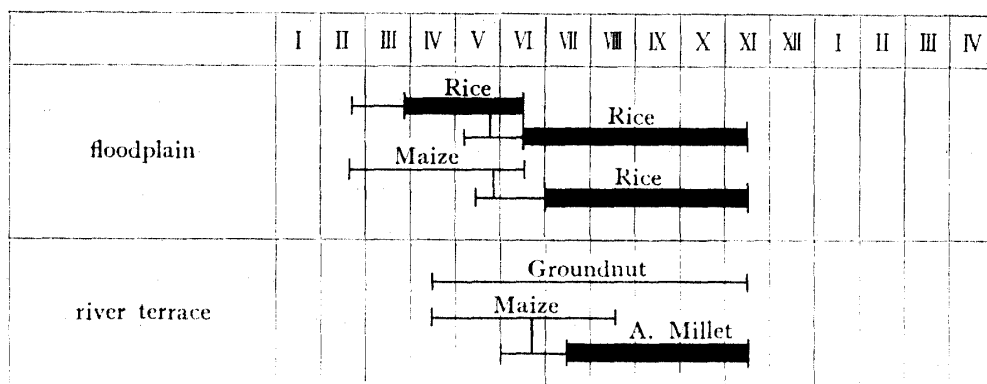 I II III IV V VI VII VIII IX X XI XII I II III IV
Rice
Rice
floodplain
Maize
Rice
Groundnut
Maize
river terrace
A. Millet